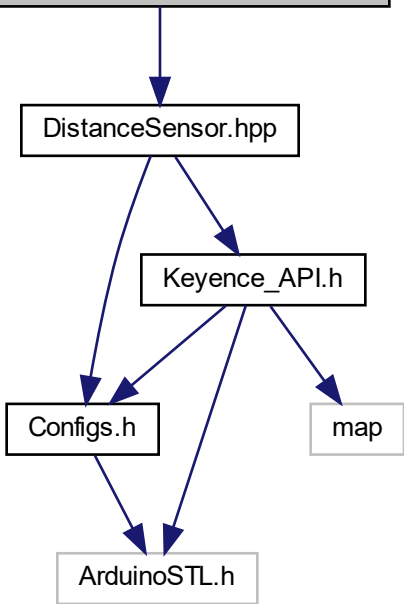 DistanceSensor.hpp
Keyence_API.h
Configs.h
map
ArduinoSTL.h